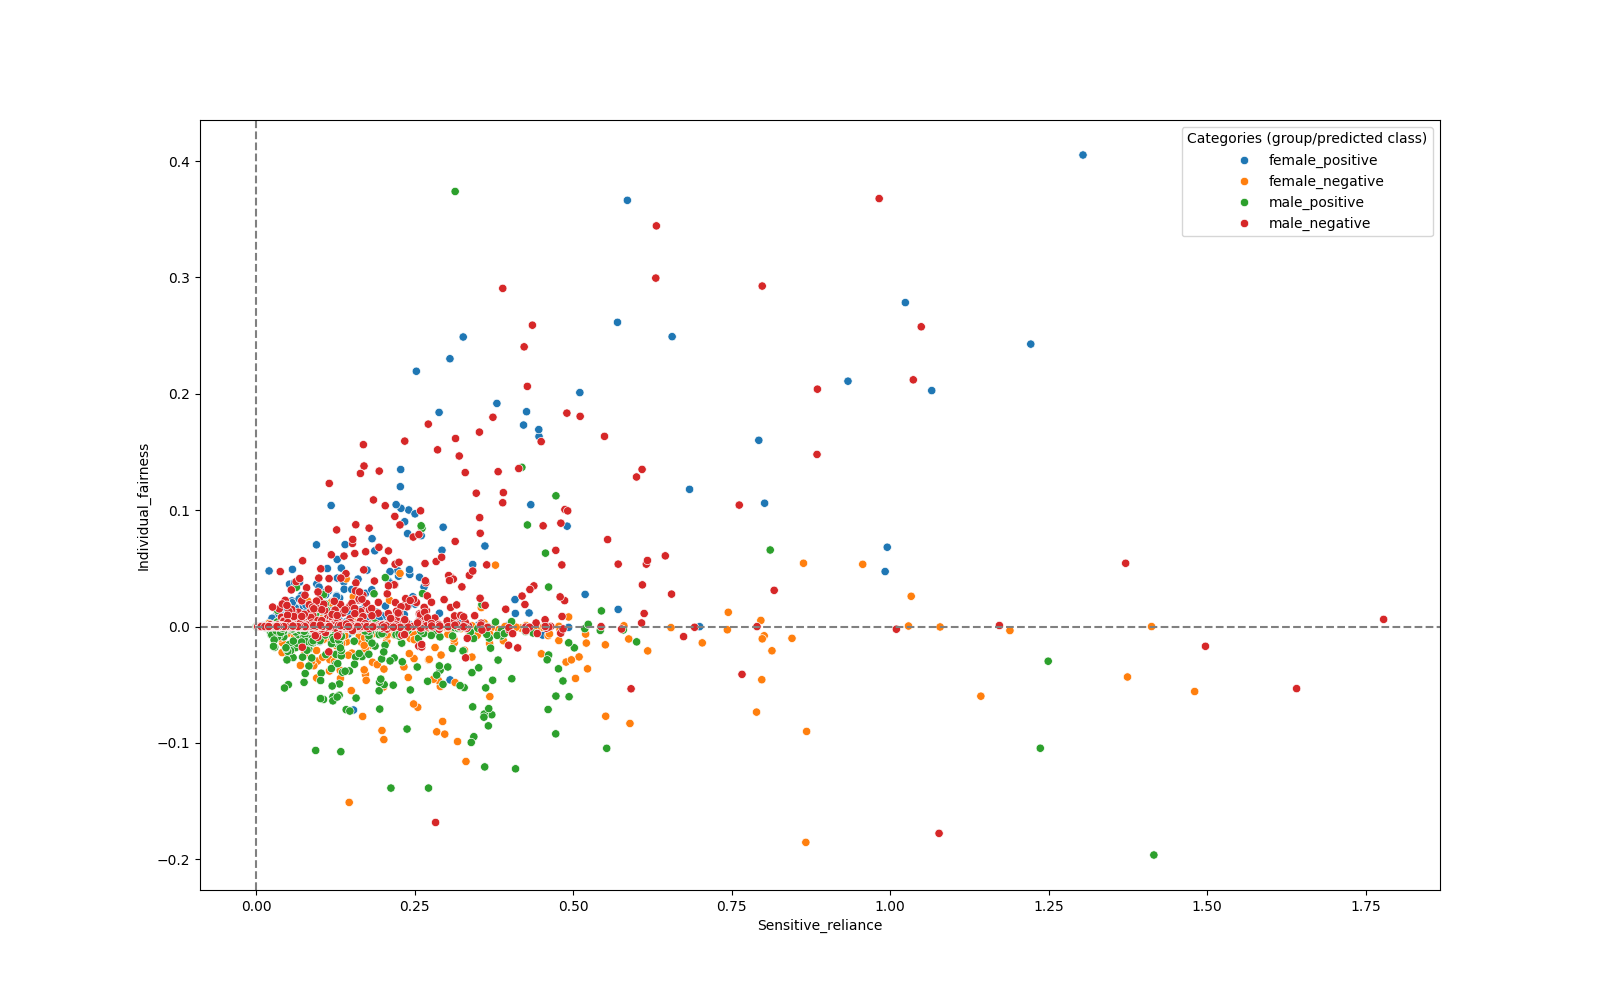 Categories (group/predicted class)
female_positive
female_negative
male_positive
male_negative
0.4
0.3
0.2
0.1
0.0
−0.1
−0.2
Individual_fairness
0.00
0.25
0.50
0.75
1.00
1.25
1.50
1.75
Sensitive_reliance